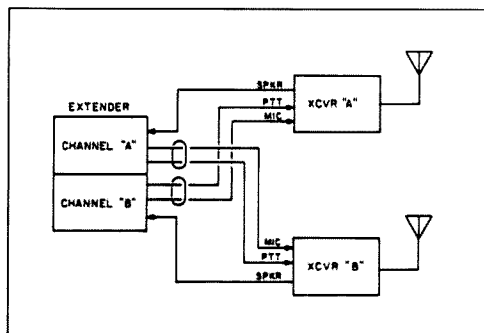 EXTENDER
CHANNEL "A"
CHANNEL "B"
SPKR
PTT
MIC
XCVR "A"
MIC
PTT
SPKR
XCVR "B"